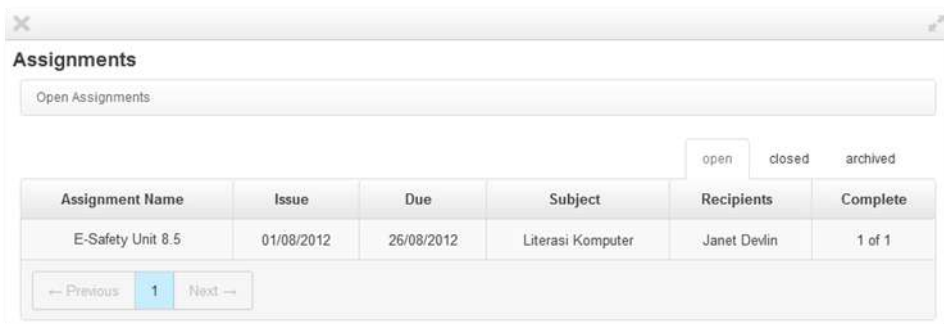 Assignments
Open Assignments
open closed archived
Assignment Name Issue Due Subject Recipients Complete
E-Safety Unit 8.5 01/08/2012 26/08/2012 Literasi Komputer Janet Devlin 1 of 1
← Previous 1 Next →